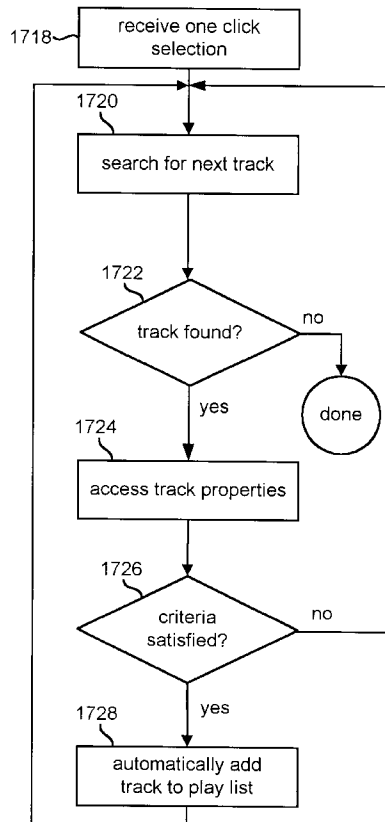 1718
receive one click
selection
1720
search for next track
1722
track found?
no
done
yes
1724
access track properties
1726
criteria
satisfied?
no
yes
1728
automatically add
track to play list